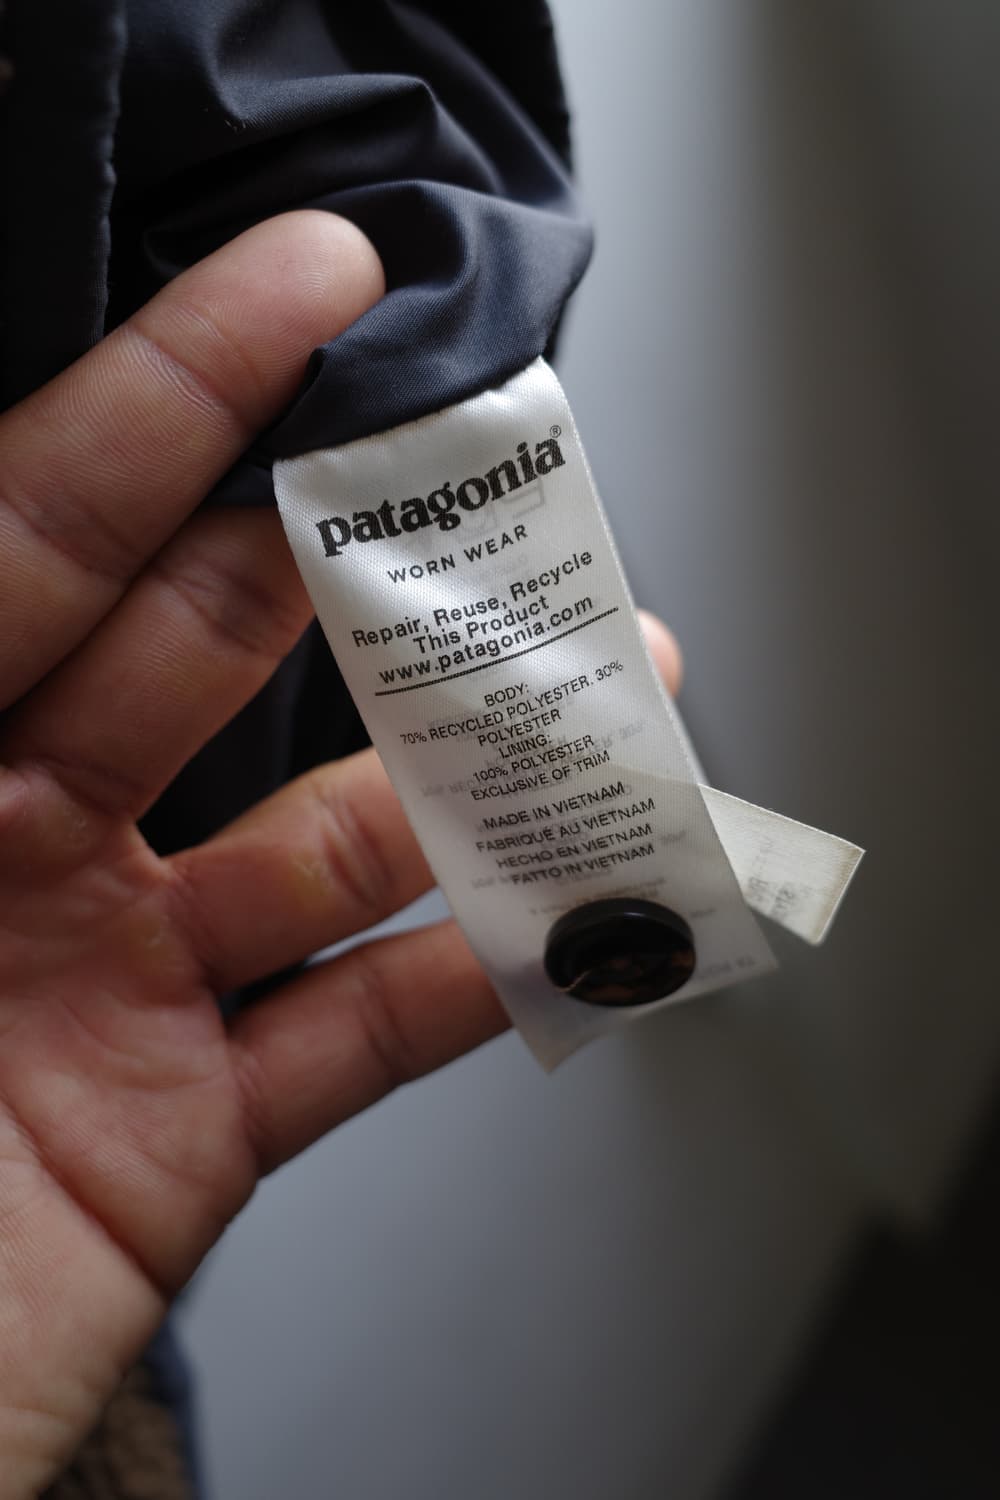 patagonia®
WORN WEAR
Repair, Reuse, Recycle
This Product
www.patagonia.com
BODY:
70% RECYCLED POLYESTER. 30%
POLYESTER
LINING:
100% POLYESTER
EXCLUSIVE OF TRIM
MADE IN VIETNAM
FABRIQUÉ AU VIETNAM
HECHO EN VIETNAM
FATTO IN VIETNAM